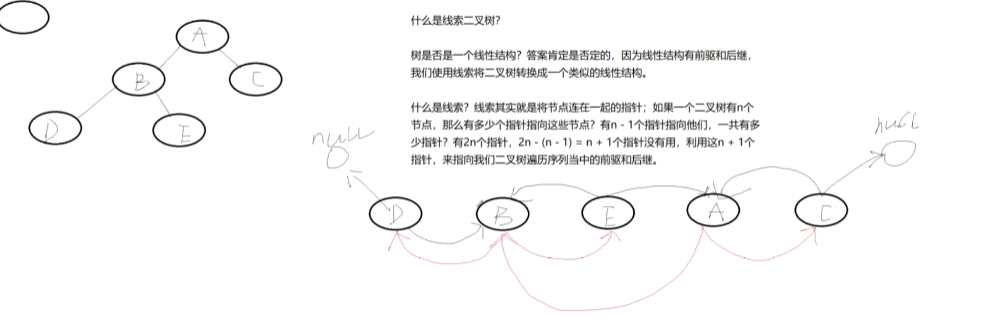 什么是线索二叉树？
树是否是一个线性结构？答案肯定是否定的，因为线性结构有前驱和后继，
我们使用线索将二叉树转换成一个类似的线性结构。
什么是线索？线索其实就是将节点连在一起的指针；如果一个二叉树有n个
节点，那么有多少个指针指向这些节点？有n - 1个指针指向他们，一共有多
少指针？有2n个指针，2n - (n - 1) = n + 1个指针没有用，利用这n + 1个
指针，来指向我们二叉树遍历序列当中的前驱和后继。
A
B C
D E
null null
D B E A C